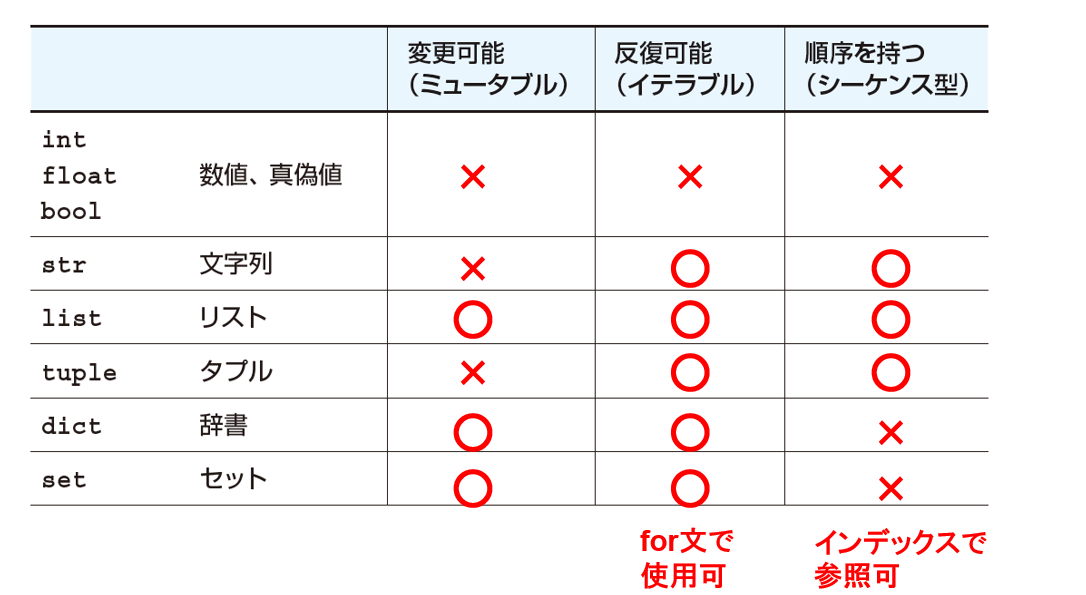 変更可能
（ミュータブル）
反復可能
（イテラブル）
順序を持つ
（シーケンス型）
int
float
bool
数値、真偽値
×
×
×
str 文字列 × ○ ○
list リスト ○ ○ ○
tuple タプル × ○ ○
dict 辞書 ○ ○ ×
set セット ○ ○ ×
for文で
使用可
インデックスで
参照可